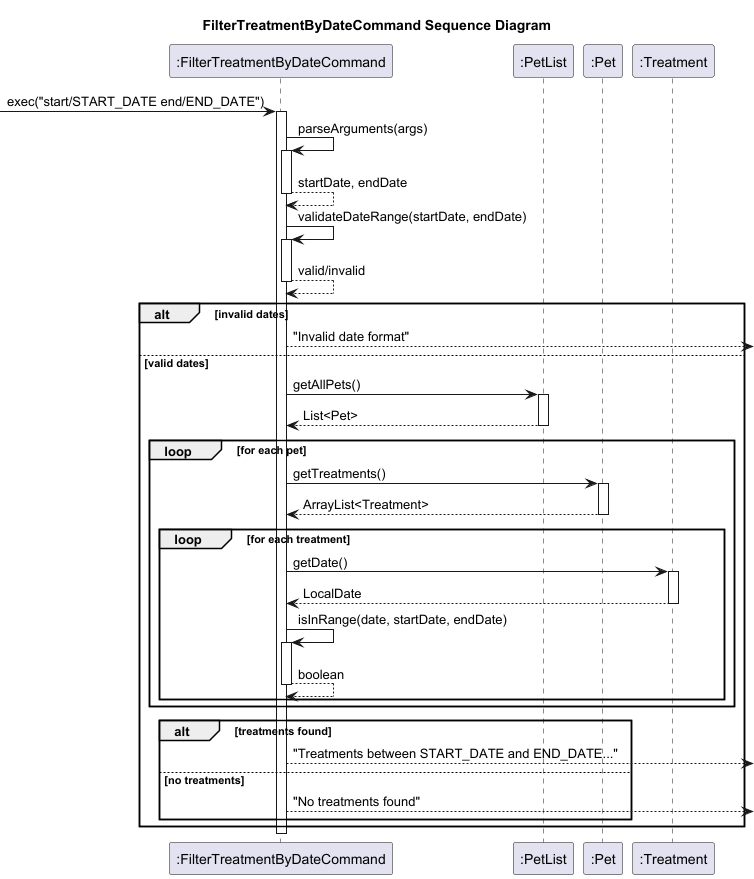 FilterTreatmentByDateCommand Sequence Diagram
:FilterTreatmentByDateCommand :PetList :Pet :Treatment
exec("start/START_DATE end/END_DATE")
parseArguments(args)
startDate, endDate
validateDateRange(startDate, endDate)
valid/invalid
alt [invalid dates]
"Invalid date format"
[valid dates]
getAllPets()
List<Pet>
loop [for each pet]
getTreatments()
ArrayList<Treatment>
loop [for each treatment]
getDate()
LocalDate
isInRange(date, startDate, endDate)
boolean
alt [treatments found]
"Treatments between START_DATE and END_DATE..."
[no treatments]
"No treatments found"
:FilterTreatmentByDateCommand :PetList :Pet :Treatment